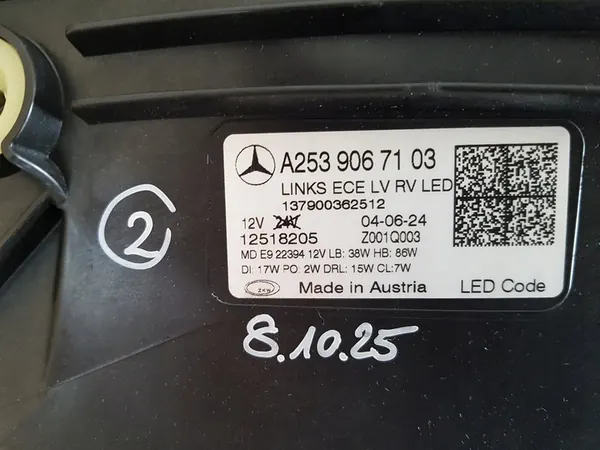 A253 906 71 03
LINKS ECE LV RV LED
137900362512
12V 24V 04-06-24
12518205 Z001Q003
MD E9 22394 12V LB: 38W HB: 86W
DI: 17W PO: 2W DRL: 15W CL:7W
ZKW Made in Austria LED Code
2
8.10.25